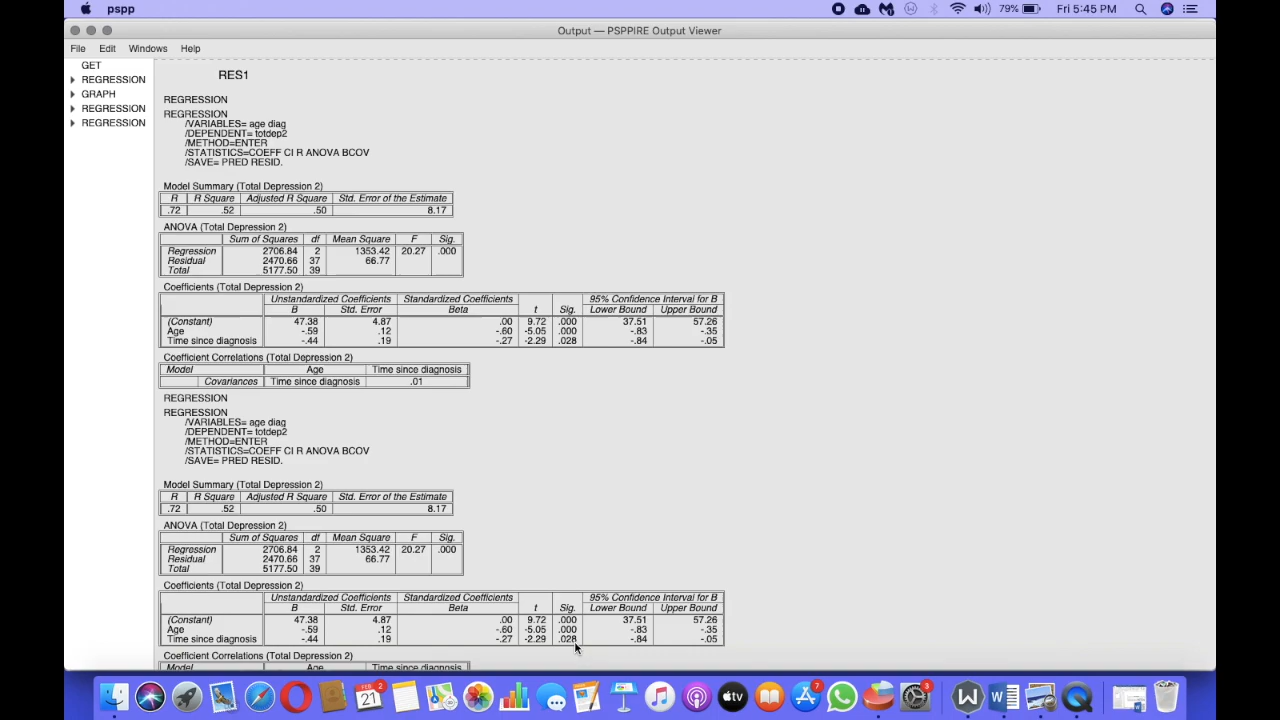 pspp 79% Fri 5:45 PM
Output — PSPPIRE Output Viewer
File Edit Windows Help
GET
REGRESSION
GRAPH
REGRESSION
REGRESSION
RES1
REGRESSION
REGRESSION
/VARIABLES= age diag
/DEPENDENT= totdep2
/METHOD=ENTER
/STATISTICS=COEFF CI R ANOVA BCOV
/SAVE= PRED RESID.
Model Summary (Total Depression 2)
R R Square Adjusted R Square Std. Error of the Estimate
.72 .52 .50 8.17
ANOVA (Total Depression 2)
Sum of Squares df Mean Square F Sig.
Regression 2706.84 2 1353.42 20.27 .000
Residual 2470.66 37 66.77
Total 5177.50 39
Coefficients (Total Depression 2)
Unstandardized Coefficients Standardized Coefficients 95% Confidence Interval for B
B Std. Error Beta t Sig. Lower Bound Upper Bound
(Constant) 47.38 4.87 .00 9.72 .000 37.51 57.26
Age -.59 .12 -.60 -5.05 .000 -.83 -.35
Time since diagnosis -.44 .19 -.27 -2.29 .028 -.84 -.05
Coefficient Correlations (Total Depression 2)
Model Age Time since diagnosis
Covariances Time since diagnosis .01
REGRESSION
REGRESSION
/VARIABLES= age diag
/DEPENDENT= totdep2
/METHOD=ENTER
/STATISTICS=COEFF CI R ANOVA BCOV
/SAVE= PRED RESID.
Model Summary (Total Depression 2)
R R Square Adjusted R Square Std. Error of the Estimate
.72 .52 .50 8.17
ANOVA (Total Depression 2)
Sum of Squares df Mean Square F Sig.
Regression 2706.84 2 1353.42 20.27 .000
Residual 2470.66 37 66.77
Total 5177.50 39
Coefficients (Total Depression 2)
Unstandardized Coefficients Standardized Coefficients 95% Confidence Interval for B
B Std. Error Beta t Sig. Lower Bound Upper Bound
(Constant) 47.38 4.87 .00 9.72 .000 37.51 57.26
Age -.59 .12 -.60 -5.05 .000 -.83 -.35
Time since diagnosis -.44 .19 -.27 -2.29 .028 -.84 -.05
Coefficient Correlations (Total Depression 2)
Model Age Time since diagnosis
FEB 2
21 tv 7 3 W W